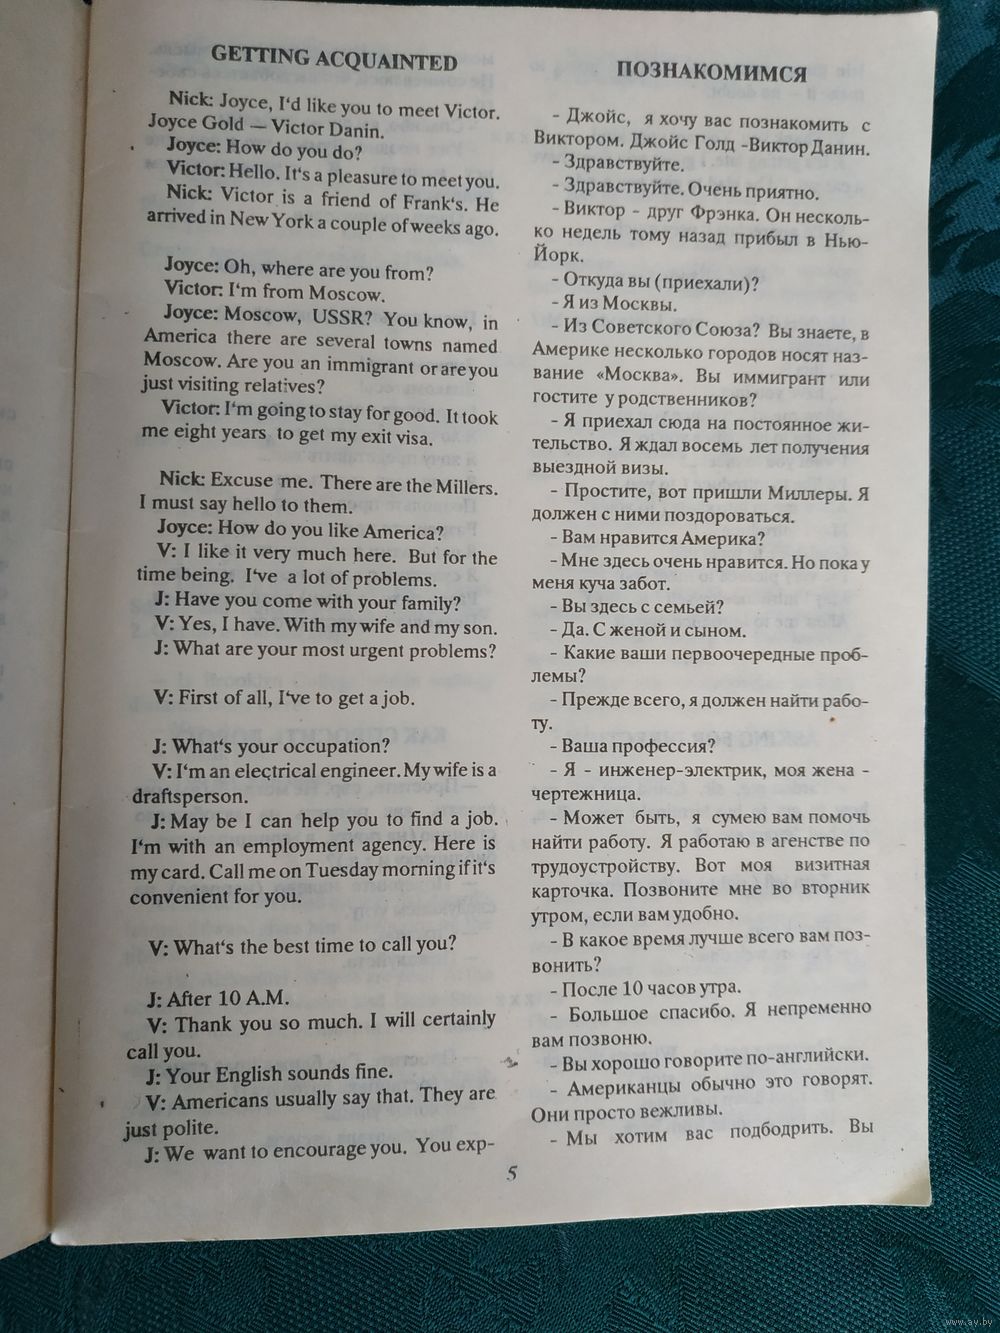 GETTING ACQUAINTED
Nick: Joyce, I'd like you to meet Victor.
Joyce Gold — Victor Danin.
Joyce: How do you do?
Victor: Hello. It's a pleasure to meet you.
Nick: Victor is a friend of Frank's. He
arrived in New York a couple of weeks ago.
Joyce: Oh, where are you from?
Victor: I'm from Moscow.
Joyce: Moscow, USSR? You know, in
America there are several towns named
Moscow. Are you an immigrant or are you
just visiting relatives?
Victor: I'm going to stay for good. It took
me eight years to get my exit visa.
Nick: Excuse me. There are the Millers.
I must say hello to them.
Joyce: How do you like America?
V: I like it very much here. But for the
time being. I've a lot of problems.
J: Have you come with your family?
V: Yes, I have. With my wife and my son.
J: What are your most urgent problems?
V: First of all, I've to get a job.
J: What's your occupation?
V: I'm an electrical engineer. My wife is a
draftsperson.
J: May be I can help you to find a job.
I'm with an employment agency. Here is
my card. Call me on Tuesday morning if it's
convenient for you.
V: What's the best time to call you?
J: After 10 A.M.
V: Thank you so much. I will certainly
call you.
J: Your English sounds fine.
V: Americans usually say that. They are
just polite.
J: We want to encourage you. You exp-
ПОЗНАКОМИМСЯ
- Джойс, я хочу вас познакомить с
Виктором. Джойс Голд -Виктор Данин.
- Здравствуйте.
- Здравствуйте. Очень приятно.
- Виктор - друг Фрэнка. Он несколь-
ко недель тому назад прибыл в Нью-
Йорк.
- Откуда вы (приехали)?
- Я из Москвы.
- Из Советского Союза? Вы знаете, в
Америке несколько городов носят наз-
вание «Москва». Вы иммигрант или
гостите у родственников?
- Я приехал сюда на постоянное жи-
тельство. Я ждал восемь лет получения
выездной визы.
- Простите, вот пришли Миллеры. Я
должен с ними поздороваться.
- Вам нравится Америка?
- Мне здесь очень нравится. Но пока у
меня куча забот.
- Вы здесь с семьей?
- Да. С женой и сыном.
- Какие ваши первоочередные проб-
лемы?
- Прежде всего, я должен найти рабо-
ту.
- Ваша профессия?
- Я - инженер-электрик, моя жена -
чертежница.
- Может быть, я сумею вам помочь
найти работу. Я работаю в агенстве по
трудоустройству. Вот моя визитная
карточка. Позвоните мне во вторник
утром, если вам удобно.
- В какое время лучше всего вам поз-
вонить?
- После 10 часов утра.
- Большое спасибо. Я непременно
вам позвоню.
- Вы хорошо говорите по-английски.
- Американцы обычно это говорят.
Они просто вежливы.
- Мы хотим вас подбодрить. Вы
5
www.ay.by